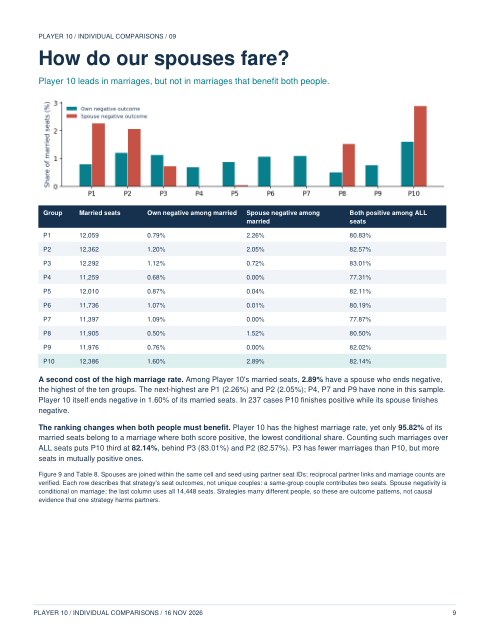 PLAYER 10 / INDIVIDUAL COMPARISONS / 09
How do our spouses fare?
Player 10 leads in marriages, but not in marriages that benefit both people.
Share of married seats (%)
3
2
1
0
Own negative outcome
Spouse negative outcome
P1 P2 P3 P4 P5 P6 P7 P8 P9 P10
Group Married seats Own negative among married Spouse negative among married Both positive among ALL seats
P1 12,059 0.79% 2.26% 80.83%
P2 12,362 1.20% 2.05% 82.57%
P3 12,292 1.12% 0.72% 83.01%
P4 11,259 0.68% 0.00% 77.31%
P5 12,010 0.87% 0.04% 82.11%
P6 11,736 1.07% 0.01% 80.19%
P7 11,397 1.09% 0.00% 77.87%
P8 11,905 0.50% 1.52% 80.50%
P9 11,976 0.76% 0.00% 82.02%
P10 12,386 1.60% 2.89% 82.14%
A second cost of the high marriage rate. Among Player 10's married seats, 2.89% have a spouse who ends negative,
the highest of the ten groups. The next-highest are P1 (2.26%) and P2 (2.05%); P4, P7 and P9 have none in this sample.
Player 10 itself ends negative in 1.60% of its married seats. In 237 cases P10 finishes positive while its spouse finishes
negative.
The ranking changes when both people must benefit. Player 10 has the highest marriage rate, yet only 95.82% of its
married seats belong to a marriage where both score positive, the lowest conditional share. Counting such marriages over
ALL seats puts P10 third at 82.14%, behind P3 (83.01%) and P2 (82.57%). P3 has fewer marriages than P10, but more
seats in mutually positive ones.
Figure 9 and Table 8. Spouses are joined within the same cell and seed using partner seat IDs; reciprocal partner links and marriage counts are
verified. Each row describes that strategy's seat outcomes, not unique couples: a same-group couple contributes two seats. Spouse negativity is
conditional on marriage; the last column uses all 14,448 seats. Strategies marry different people, so these are outcome patterns, not causal
evidence that one strategy harms partners.
PLAYER 10 / INDIVIDUAL COMPARISONS / 16 NOV 2026
9